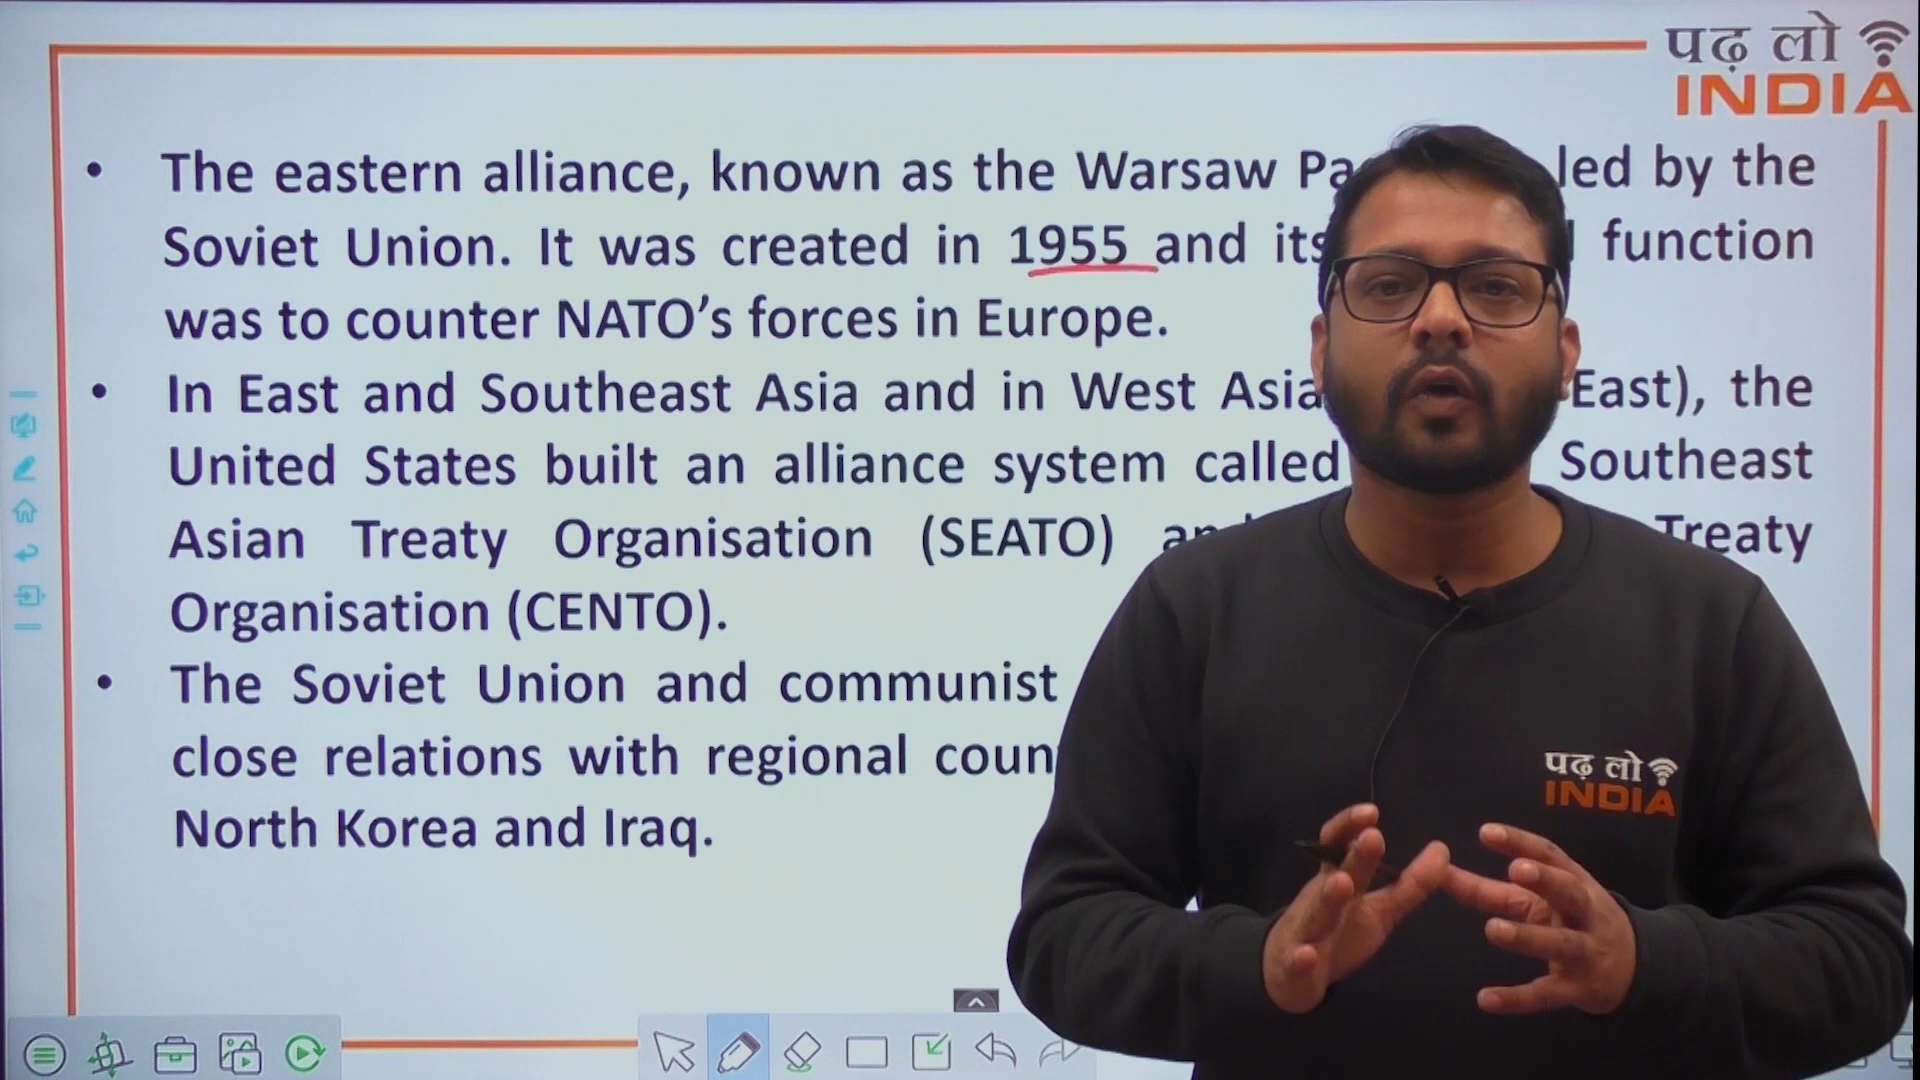 पढ़ लो
INDIA
• The eastern alliance, known as the Warsaw led by the
Soviet Union. It was created in 1955 and its function
was to counter NATO’s forces in Europe.
• In East and Southeast Asia and in West Asia East), the
United States built an alliance system called Southeast
Asian Treaty Organisation (SEATO) Treaty
Organisation (CENTO).
• The Soviet Union and communist
close relations with regional
North Korea and Iraq.
पढ़ लो
INDIA